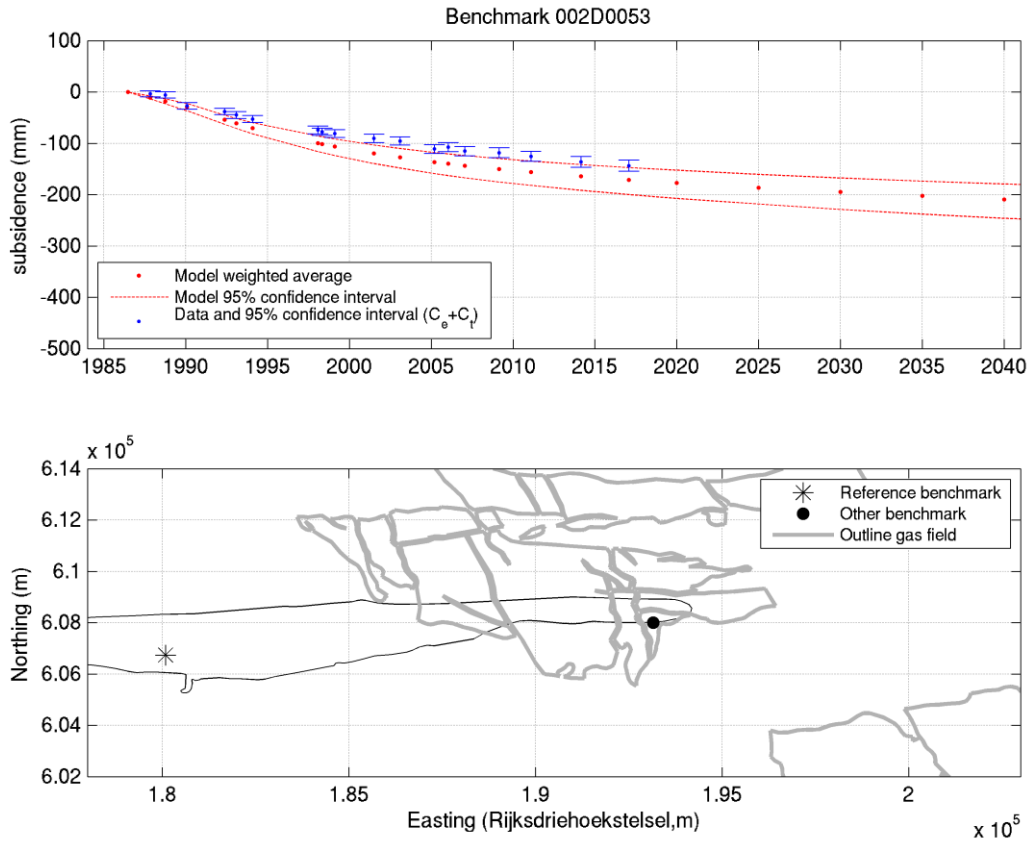 Benchmark 002D0053
100
0
-100
-200
-300
-400
-500
subsidence (mm)
Model weighted average
Model 95% confidence interval
Data and 95% confidence interval (C_e+C_t)
1985 1990 1995 2000 2005 2010 2015 2020 2025 2030 2035 2040
x 10^5
6.14
6.12
6.1
6.08
6.06
6.04
6.02
Northing (m)
Reference benchmark
Other benchmark
Outline gas field
1.8 1.85 1.9 1.95 2
Easting (Rijksdriehoekstelsel,m)
x 10^5